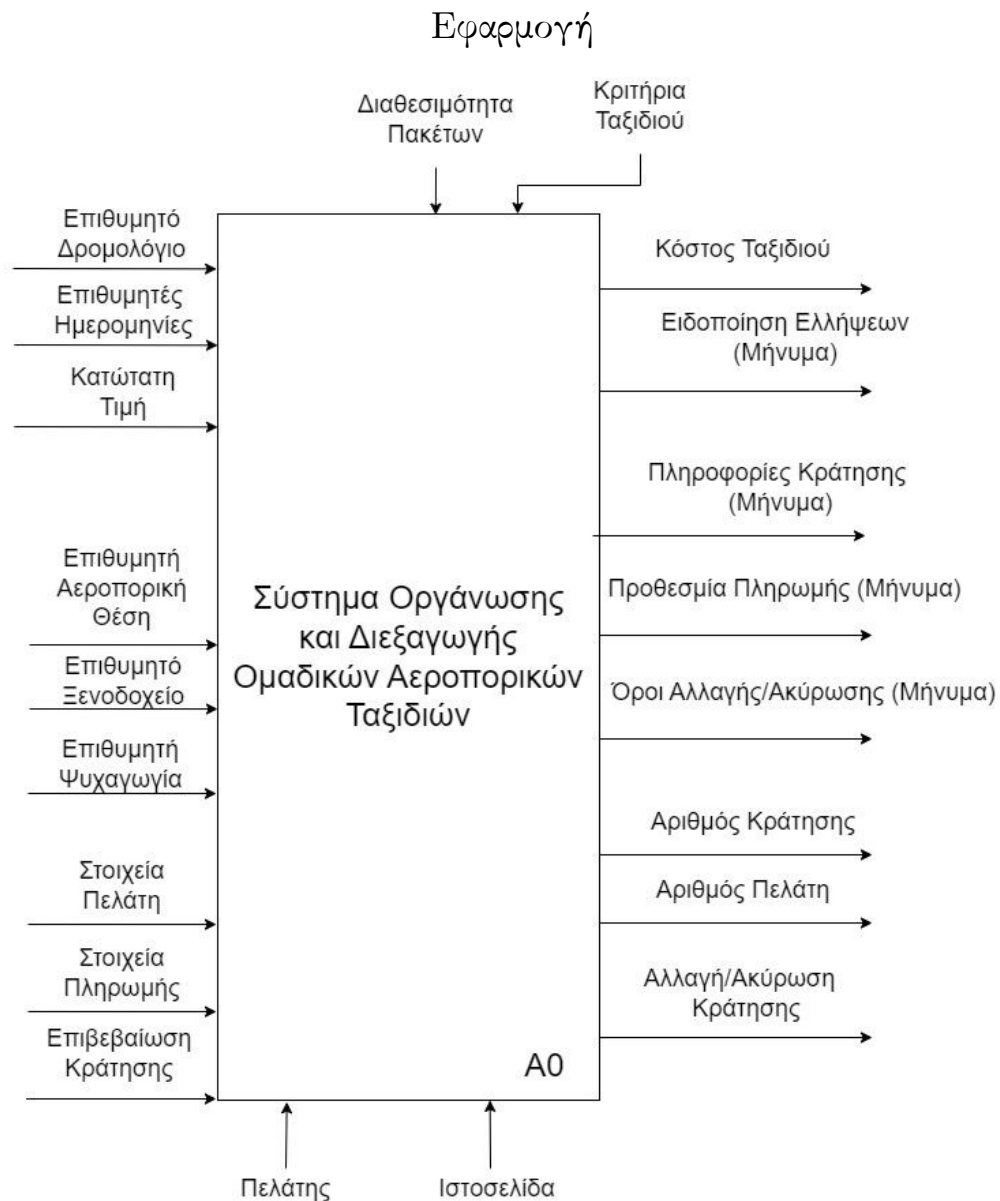 Εφαρμογή
Διαθεσιμότητα
Πακέτων
Κριτήρια
Ταξιδιού
Επιθυμητό
Δρομολόγιο
Επιθυμητές
Ημερομηνίες
Κατώτατη
Τιμή
Επιθυμητή
Αεροπορική
Θέση
Επιθυμητό
Ξενοδοχείο
Επιθυμητή
Ψυχαγωγία
Στοιχεία
Πελάτη
Στοιχεία
Πληρωμής
Επιβεβαίωση
Κράτησης
Σύστημα Οργάνωσης
και Διεξαγωγής
Ομαδικών Αεροπορικών
Ταξιδιών
A0
Κόστος Ταξιδιού
Ειδοποίηση Ελλήψεων
(Μήνυμα)
Πληροφορίες Κράτησης
(Μήνυμα)
Προθεσμία Πληρωμής (Μήνυμα)
Όροι Αλλαγής/Ακύρωσης (Μήνυμα)
Αριθμός Κράτησης
Αριθμός Πελάτη
Αλλαγή/Ακύρωση
Κράτησης
Πελάτης
Ιστοσελίδα